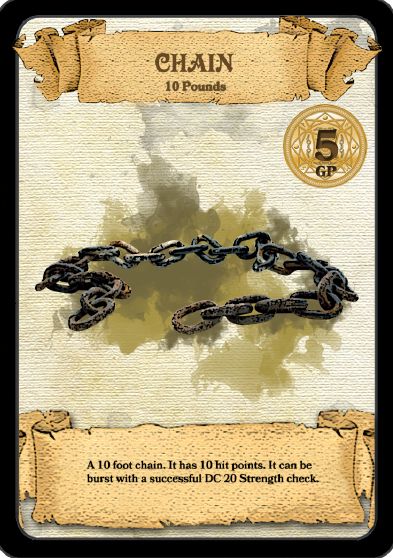 CHAIN
10 Pounds
5
GP
A 10 foot chain. It has 10 hit points. It can be
burst with a successful DC 20 Strength check.